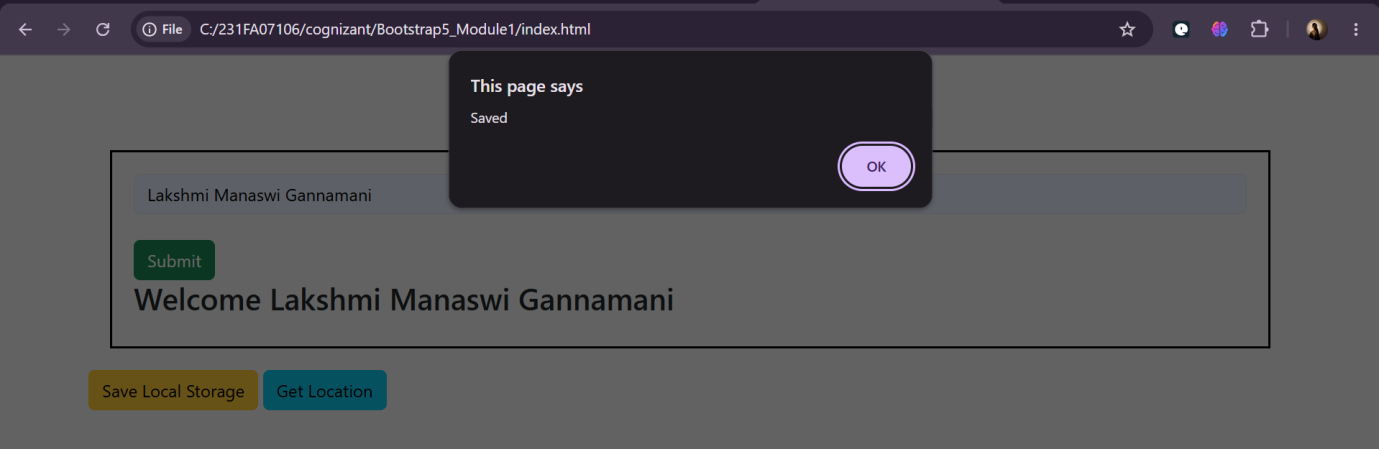 File C:/231FA07106/cognizant/Bootstrap5_Module1/index.html
This page says
Saved
OK
Lakshmi Manaswi Gannamani
Submit
Welcome Lakshmi Manaswi Gannamani
Save Local Storage Get Location